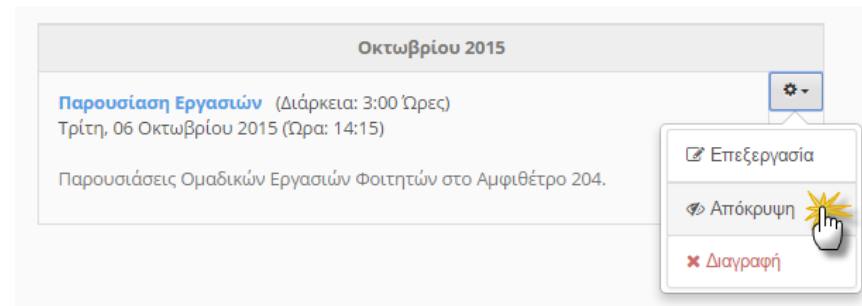 Οκτωβρίου 2015
Παρουσίαση Εργασιών (Διάρκεια: 3:00 Ώρες)
Τρίτη, 06 Οκτωβρίου 2015 (Ώρα: 14:15)
Παρουσιάσεις Ομαδικών Εργασιών Φοιτητών στο Αμφιθέτρο 204.
Επεξεργασία
Απόκρυψη
Διαγραφή